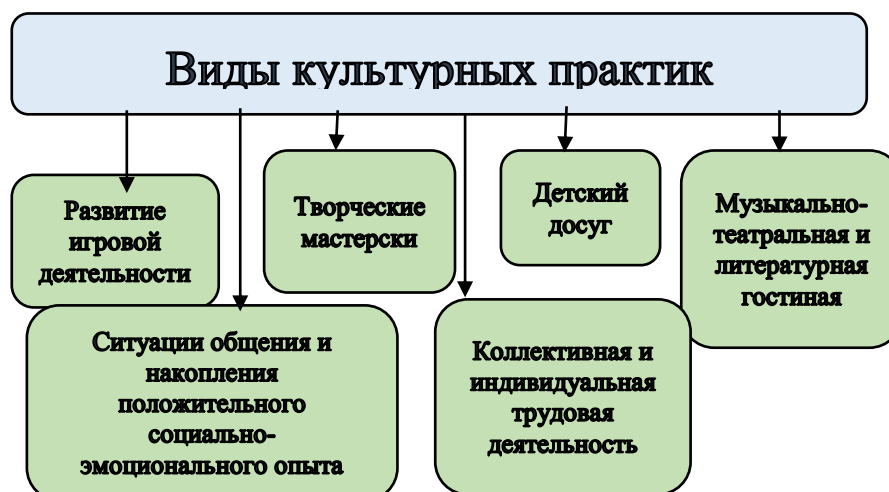 Виды культурных практик
Развитие
игровой
деятельности
Творческие
мастерски
Детский
досуг
Музыкально-
театральная и
литературная
гостиная
Ситуации общения и
накопления
положительного
социально-
эмоционального опыта
Коллективная и
индивидуальная
трудовая
деятельность